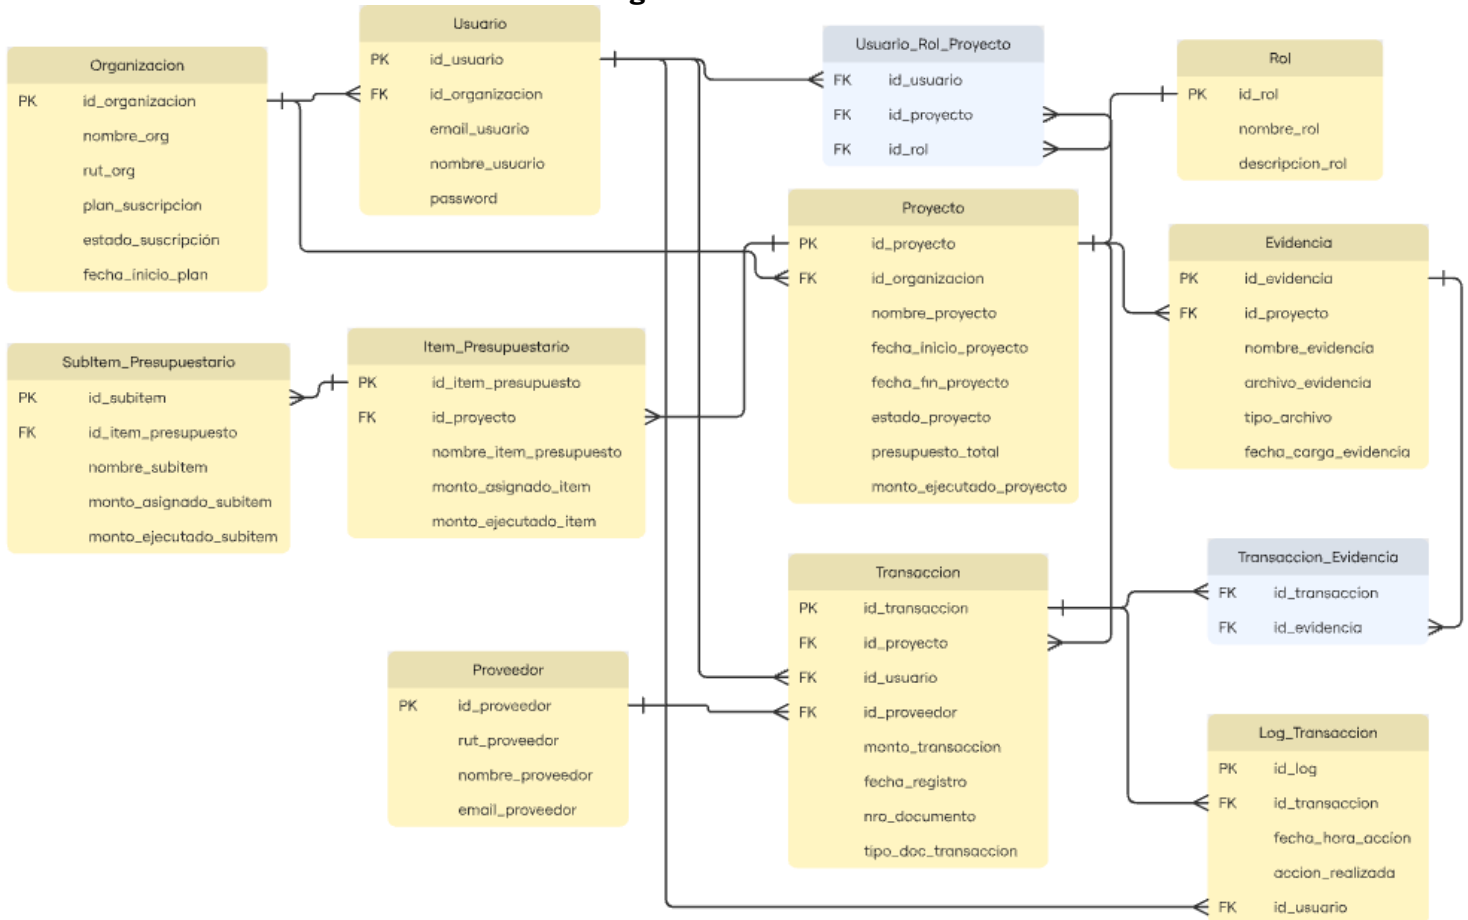 Organizacion
PK id_organizacion
nombre_org
rut_org
plan_suscripcion
estado_suscripción
fecha_inicio_plan
Usuario
PK id_usuario
FK id_organizacion
email_usuario
nombre_usuario
password
Usuario_Rol_Proyecto
FK id_usuario
FK id_proyecto
FK id_rol
Rol
PK id_rol
nombre_rol
descripcion_rol
Proyecto
PK id_proyecto
FK id_organizacion
nombre_proyecto
fecha_inicio_proyecto
fecha_fin_proyecto
estado_proyecto
presupuesto_total
monto_ejecutado_proyecto
Evidencia
PK id_evidencia
FK id_proyecto
nombre_evidencia
archivo_evidencia
tipo_archivo
fecha_carga_evidencia
SubItem_Presupuestario
PK id_subitem
FK id_item_presupuesto
nombre_subitem
monto_asignado_subitem
monto_ejecutado_subitem
Item_Presupuestario
PK id_item_presupuesto
FK id_proyecto
nombre_item_presupuesto
monto_asignado_item
monto_ejecutado_item
Transaccion
PK id_transaccion
FK id_proyecto
FK id_usuario
FK id_proveedor
monto_transaccion
fecha_registro
nro_documento
tipo_doc_transaccion
Transaccion_Evidencia
FK id_transaccion
FK id_evidencia
Proveedor
PK id_proveedor
rut_proveedor
nombre_proveedor
email_proveedor
Log_Transaccion
PK id_log
FK id_transaccion
fecha_hora_accion
accion_realizada
FK id_usuario